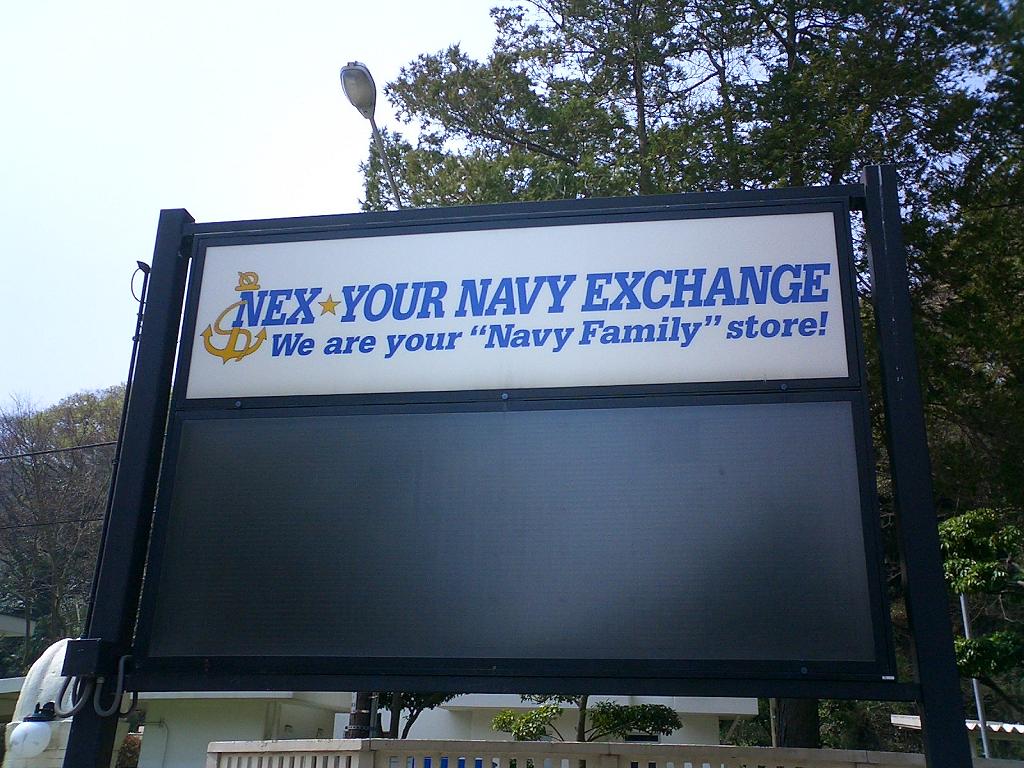 NEX★YOUR NAVY EXCHANGE
We are your "Navy Family" store!